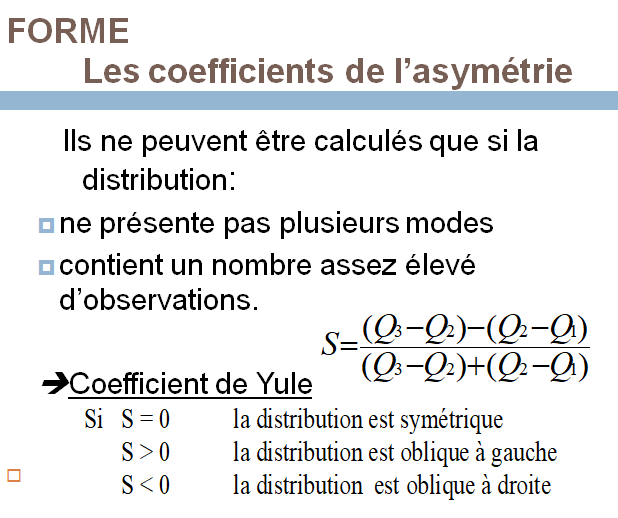 FORME
Les coefficients de l’asymétrie
Ils ne peuvent être calculés que si la
distribution:
ne présente pas plusieurs modes
contient un nombre assez élevé
d’observations.
S=\frac{(Q_3-Q_2)-(Q_2-Q_1)}{(Q_3-Q_2)+(Q_2-Q_1)}
➔Coefficient de Yule
Si S = 0 la distribution est symétrique
S > 0 la distribution est oblique à gauche
S < 0 la distribution est oblique à droite